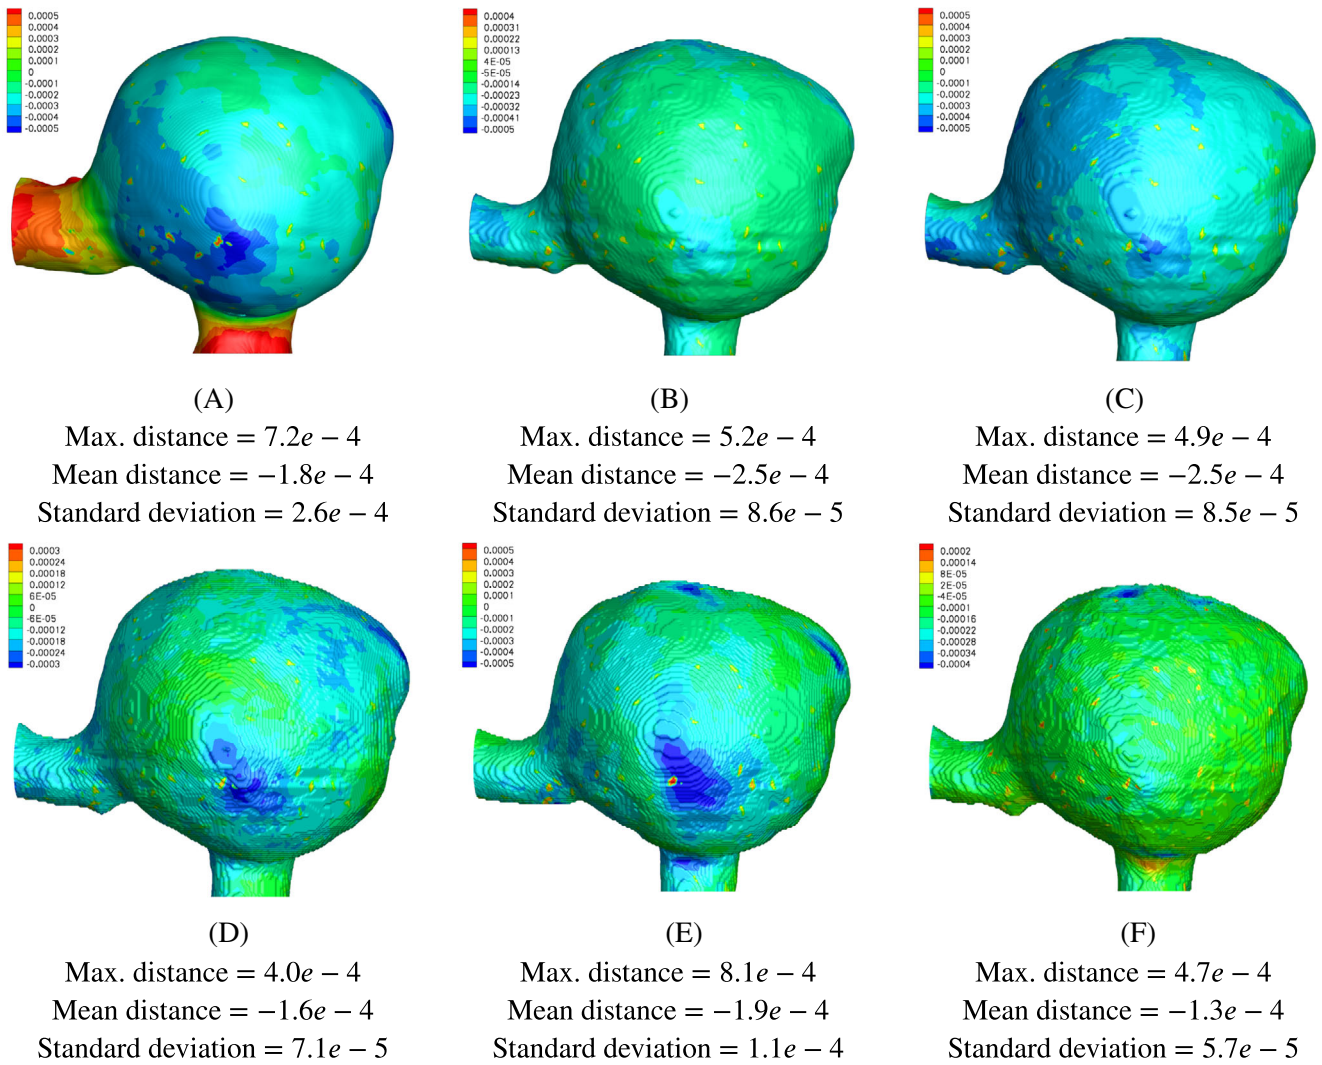 0.0005
0.0004
0.0003
0.0002
0.0001
0
-0.0001
-0.0002
-0.0003
-0.0004
-0.0005
0.0004
0.00031
0.00022
0.00013
4E-05
-5E-05
-0.00014
-0.00023
-0.00032
-0.00041
-0.0005
0.0005
0.0004
0.0003
0.0002
0.0001
0
-0.0001
-0.0002
-0.0003
-0.0004
-0.0005
(A)
Max. distance = 7.2e − 4
Mean distance = −1.8e − 4
Standard deviation = 2.6e − 4
(B)
Max. distance = 5.2e − 4
Mean distance = −2.5e − 4
Standard deviation = 8.6e − 5
(C)
Max. distance = 4.9e − 4
Mean distance = −2.5e − 4
Standard deviation = 8.5e − 5
0.0003
0.00024
0.00018
0.00012
6E-05
0
-6E-05
-0.00012
-0.00018
-0.00024
-0.0003
0.0005
0.0004
0.0003
0.0002
0.0001
0
-0.0001
-0.0002
-0.0003
-0.0004
-0.0005
0.0002
0.00014
8E-05
2E-05
-4E-05
-0.0001
-0.00016
-0.00022
-0.00028
-0.00034
-0.0004
(D)
Max. distance = 4.0e − 4
Mean distance = −1.6e − 4
Standard deviation = 7.1e − 5
(E)
Max. distance = 8.1e − 4
Mean distance = −1.9e − 4
Standard deviation = 1.1e − 4
(F)
Max. distance = 4.7e − 4
Mean distance = −1.3e − 4
Standard deviation = 5.7e − 5